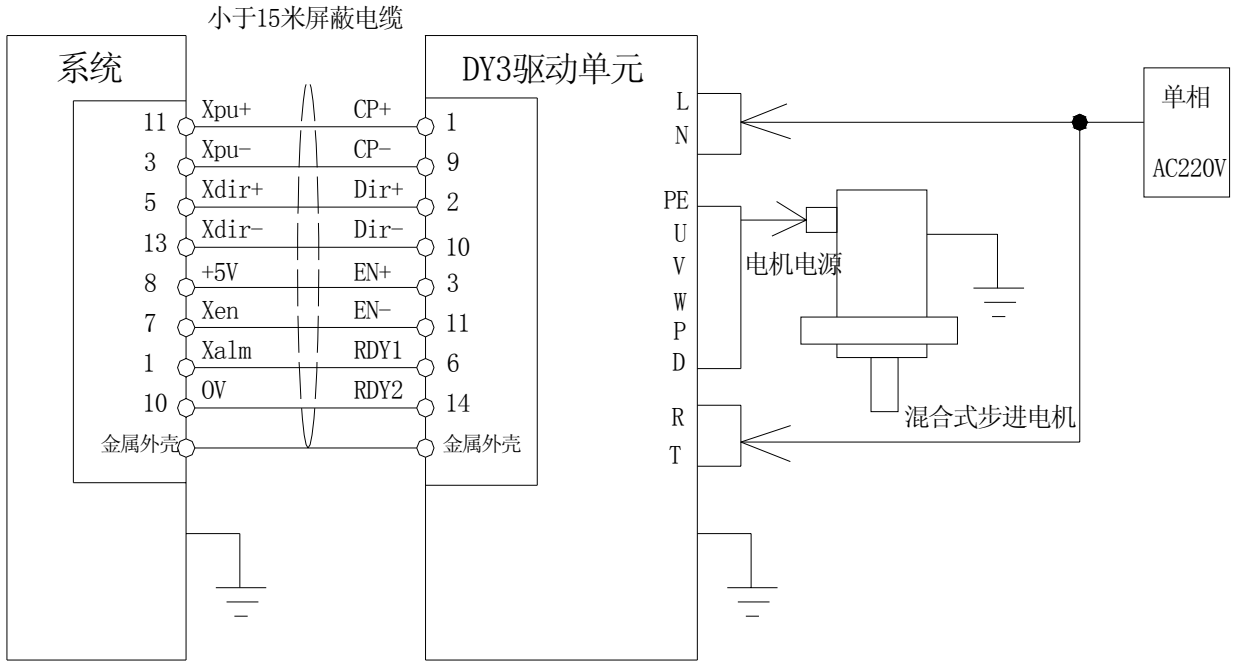 小于15米屏蔽电缆
系统
DY3驱动单元
11 Xpu+ CP+ 1
3 Xpu- CP- 9
5 Xdir+ Dir+ 2
13 Xdir- Dir- 10
8 +5V EN+ 3
7 Xen EN- 11
1 Xalm RDY1 6
10 0V RDY2 14
金属外壳 金属外壳
L
N
PE
U
V
W
P
D
R
T
电机电源
混合式步进电机
单相
AC220V